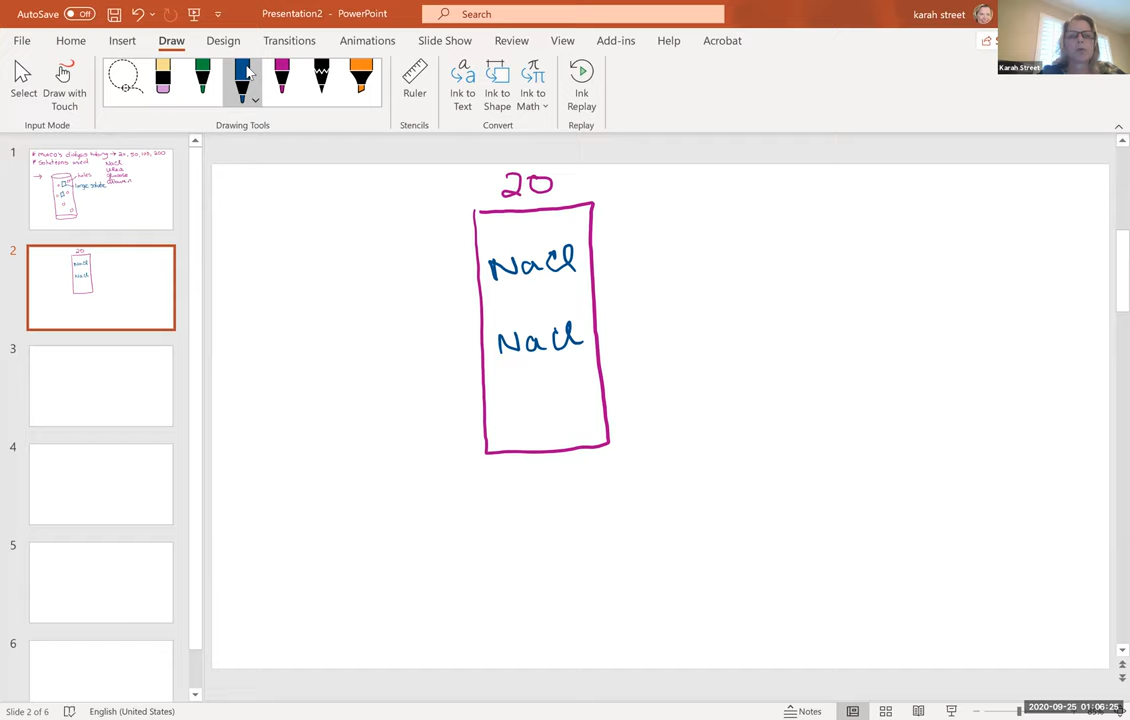 AutoSave Off Presentation2 - PowerPoint Search karah street
File Home Insert Draw Design Transitions Animations Slide Show Review View Add-ins Help Acrobat
Select Draw with Touch Ruler Ink to Text Ink to Shape Ink to Math Ink Replay
Input Mode Drawing Tools Stencils Convert Replay
Karah Street
1
2
3
4
5
6
20
NaCl
NaCl
20
NaCl
NaCl
Slide 2 of 6 English (United States) Notes
2020-09-25 01:06:25